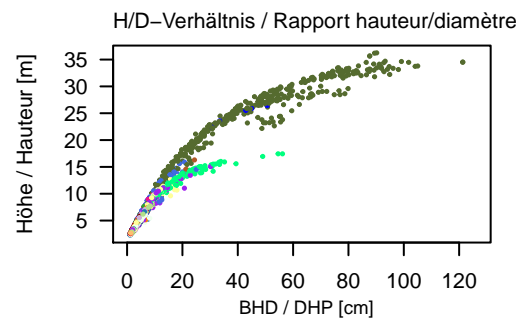 H/D−Verhältnis / Rapport hauteur/diamètre
Höhe / Hauteur [m]
35
30
25
20
15
10
5
0 20 40 60 80 100 120
BHD / DHP [cm]